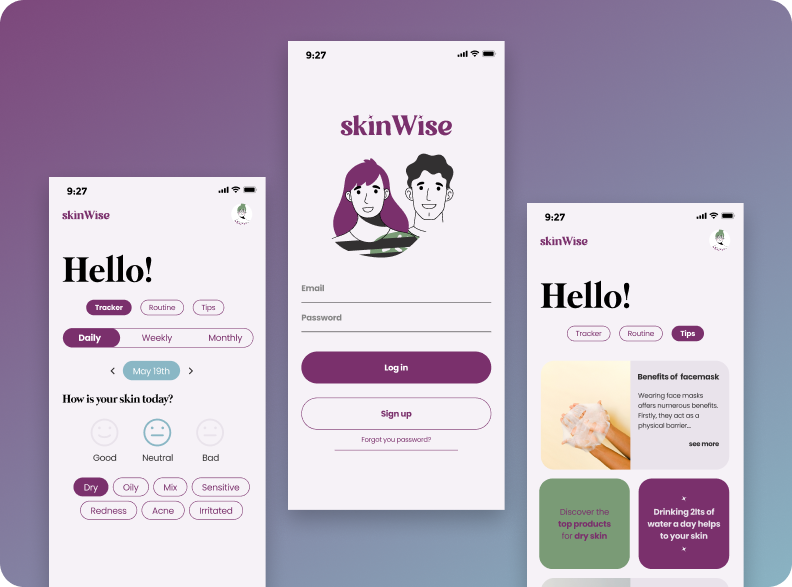 9:27
skinWise
Hello!
Tracker Routine Tips
Daily Weekly Monthly
< May 19th >
How is your skin today?
Good Neutral Bad
Dry Oily Mix Sensitive
Redness Acne Irritated
9:27
skinWise
Email
Password
Log in
Sign up
Forgot you password?
9:27
skinWise
Hello!
Tracker Routine Tips
Benefits of facemask
Wearing face masks
offers numerous benefits.
Firstly, they act as a
physical barrier...
see more
Discover the
top products
for dry skin
Drinking 2lts of
water a day helps
to your skin